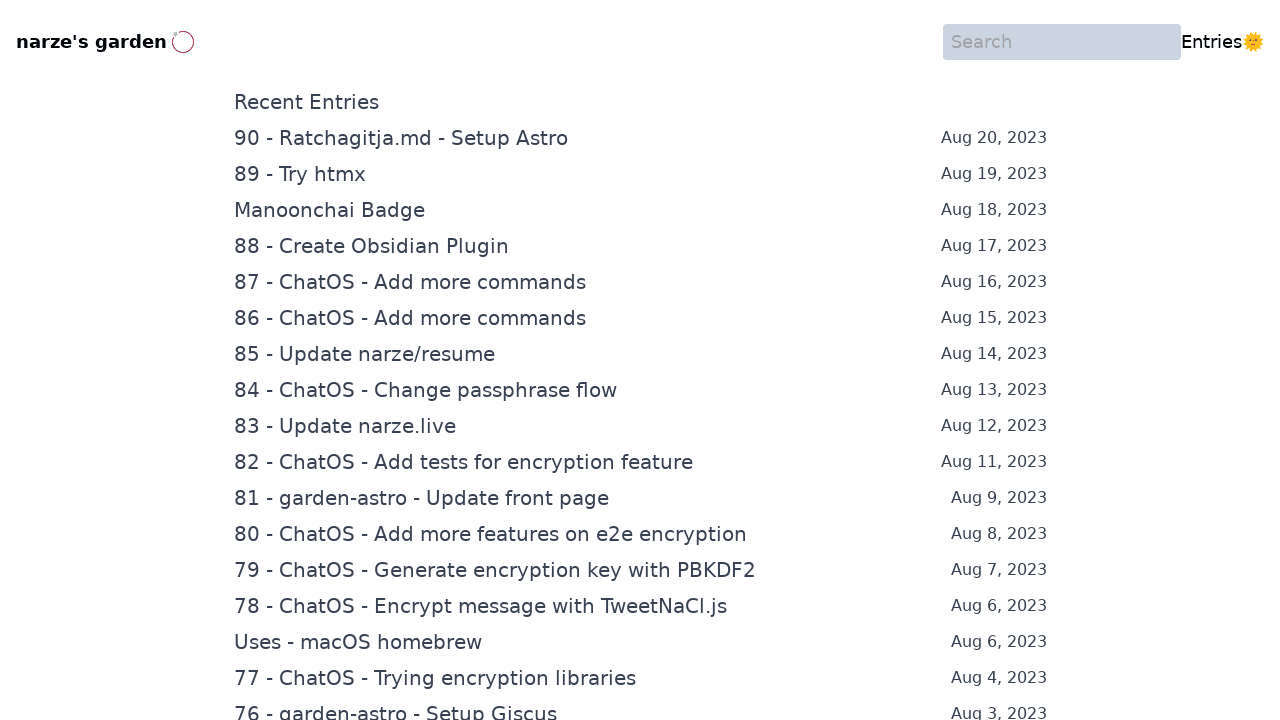 narze's garden
Search
Entries
Recent Entries
90 - Ratchagitja.md - Setup Astro Aug 20, 2023
89 - Try htmx Aug 19, 2023
Manoonchai Badge Aug 18, 2023
88 - Create Obsidian Plugin Aug 17, 2023
87 - ChatOS - Add more commands Aug 16, 2023
86 - ChatOS - Add more commands Aug 15, 2023
85 - Update narze/resume Aug 14, 2023
84 - ChatOS - Change passphrase flow Aug 13, 2023
83 - Update narze.live Aug 12, 2023
82 - ChatOS - Add tests for encryption feature Aug 11, 2023
81 - garden-astro - Update front page Aug 9, 2023
80 - ChatOS - Add more features on e2e encryption Aug 8, 2023
79 - ChatOS - Generate encryption key with PBKDF2 Aug 7, 2023
78 - ChatOS - Encrypt message with TweetNaCl.js Aug 6, 2023
Uses - macOS homebrew Aug 6, 2023
77 - ChatOS - Trying encryption libraries Aug 4, 2023
76 - garden-astro - Setup Giscus Aug 3, 2023